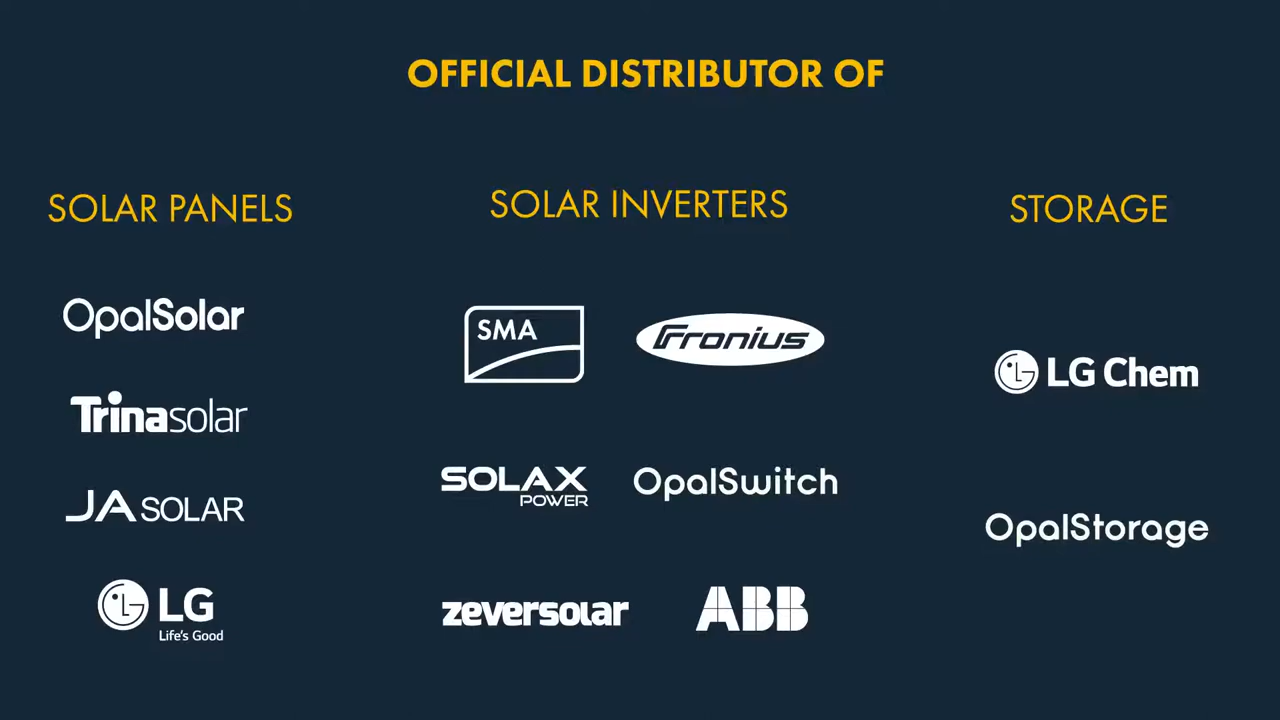 OFFICIAL DISTRIBUTOR OF
SOLAR PANELS
OpalSolar
Trinasolar
JA SOLAR
LG
Life's Good
SOLAR INVERTERS
SMA
Fronius
SOLAX
POWER
OpalSwitch
zeversolar
ABB
STORAGE
LG Chem
OpalStorage